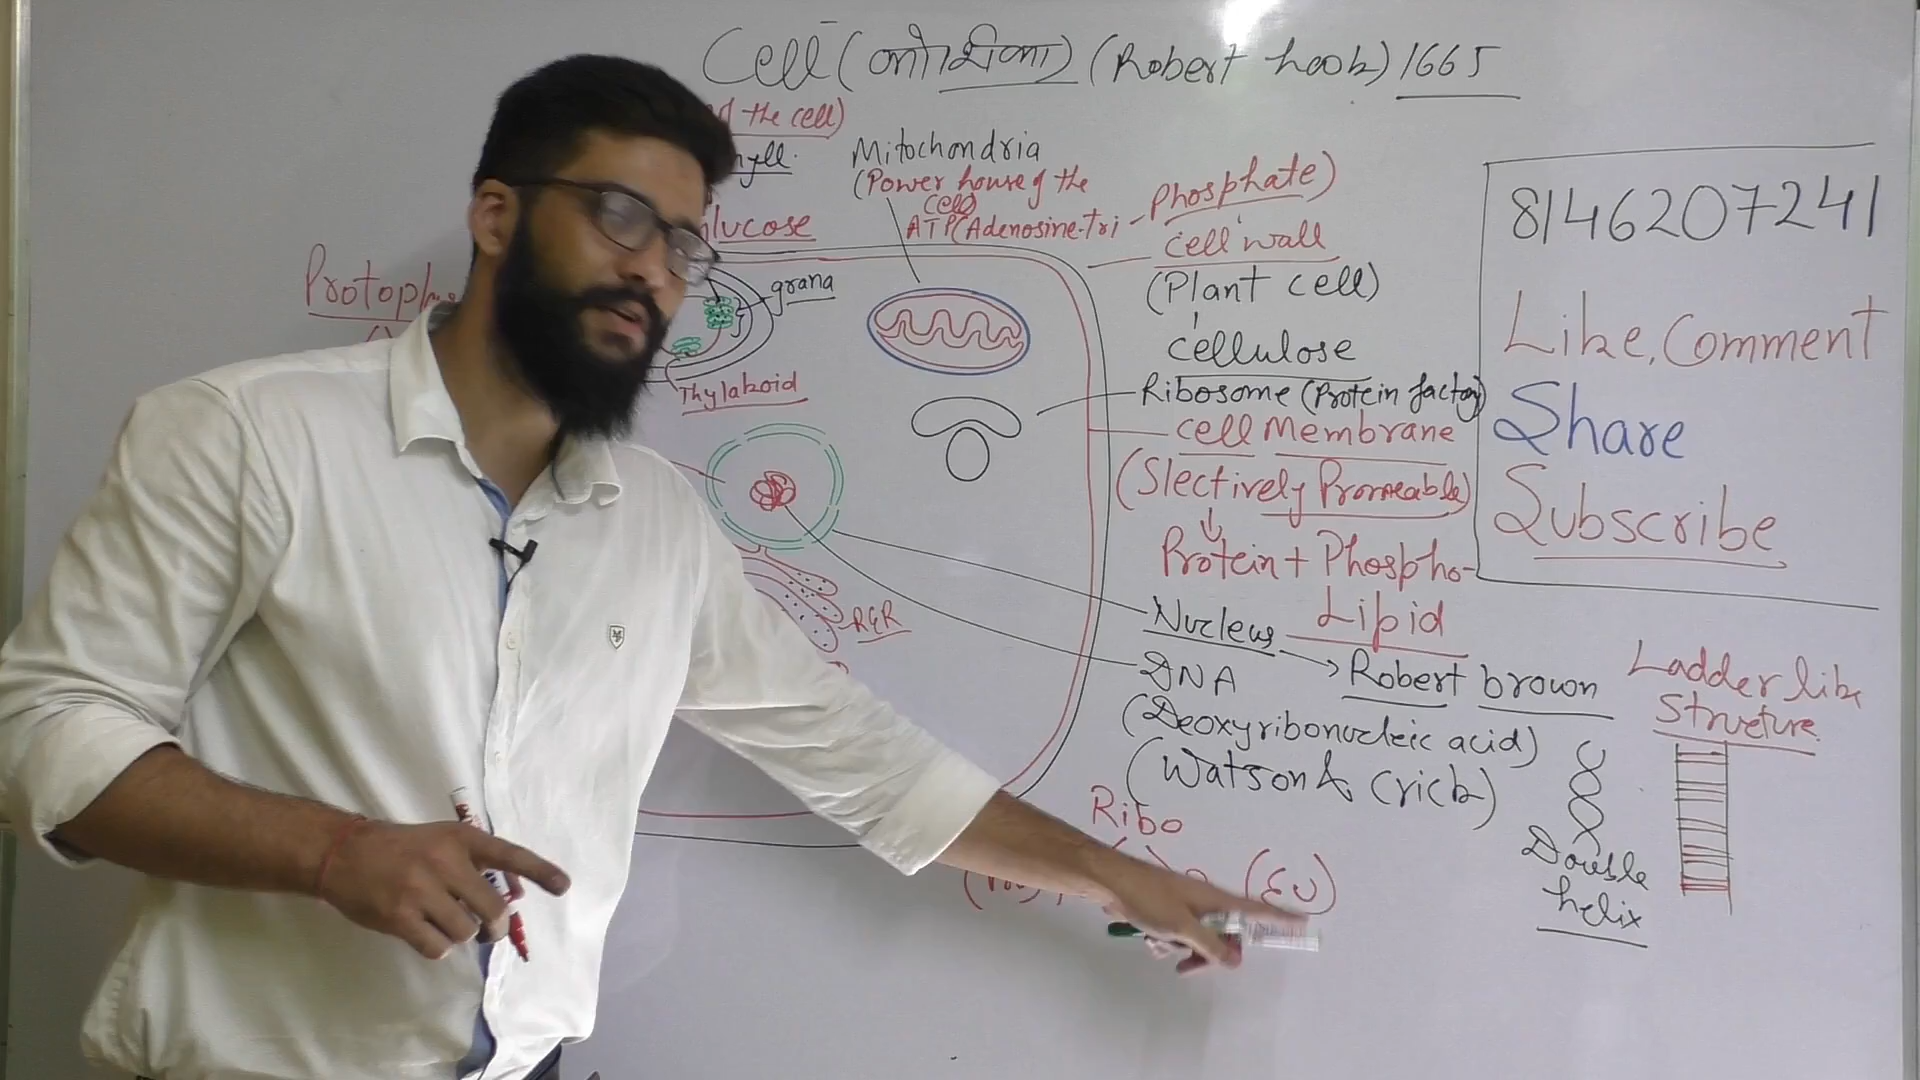 Cell (कोशिका) (Robert hook) 1665
the cell)
Mitochondria
(Power house of the
cell)
ATP (Adenosine-tri - Phosphate)
glucose
grana
Thylakoid
cell wall
(Plant cell)
cellulose
Ribosome (Protein factory)
cell Membrane
(Slectively Prormeable)
Protein + Phospho-
Lipid
Nucleus → Robert brown
DNA
(Deoxyribonucleic acid)
(Watson & Crick)
RER
Ribo
(EU)
8146207241
Like, Comment
Share
Subscribe
Ladder like
Structure
Double
helix